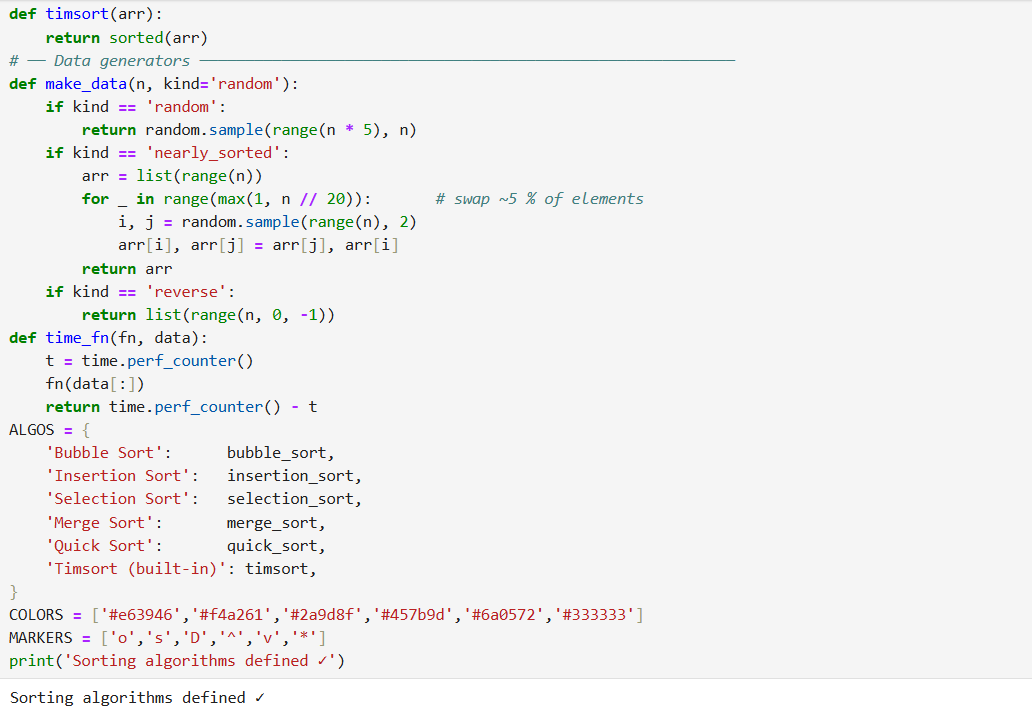 def timsort(arr):
    return sorted(arr)
# ── Data generators ───────────────────────────────────────────────────────────
def make_data(n, kind='random'):
    if kind == 'random':
        return random.sample(range(n * 5), n)
    if kind == 'nearly_sorted':
        arr = list(range(n))
        for _ in range(max(1, n // 20)):       # swap ~5 % of elements
            i, j = random.sample(range(n), 2)
            arr[i], arr[j] = arr[j], arr[i]
        return arr
    if kind == 'reverse':
        return list(range(n, 0, -1))
def time_fn(fn, data):
    t = time.perf_counter()
    fn(data[:])
    return time.perf_counter() - t
ALGOS = {
    'Bubble Sort':      bubble_sort,
    'Insertion Sort':   insertion_sort,
    'Selection Sort':   selection_sort,
    'Merge Sort':       merge_sort,
    'Quick Sort':       quick_sort,
    'Timsort (built-in)': timsort,
}
COLORS = ['#e63946','#f4a261','#2a9d8f','#457b9d','#6a0572','#333333']
MARKERS = ['o','s','D','^','v','*']
print('Sorting algorithms defined ✓')
Sorting algorithms defined ✓